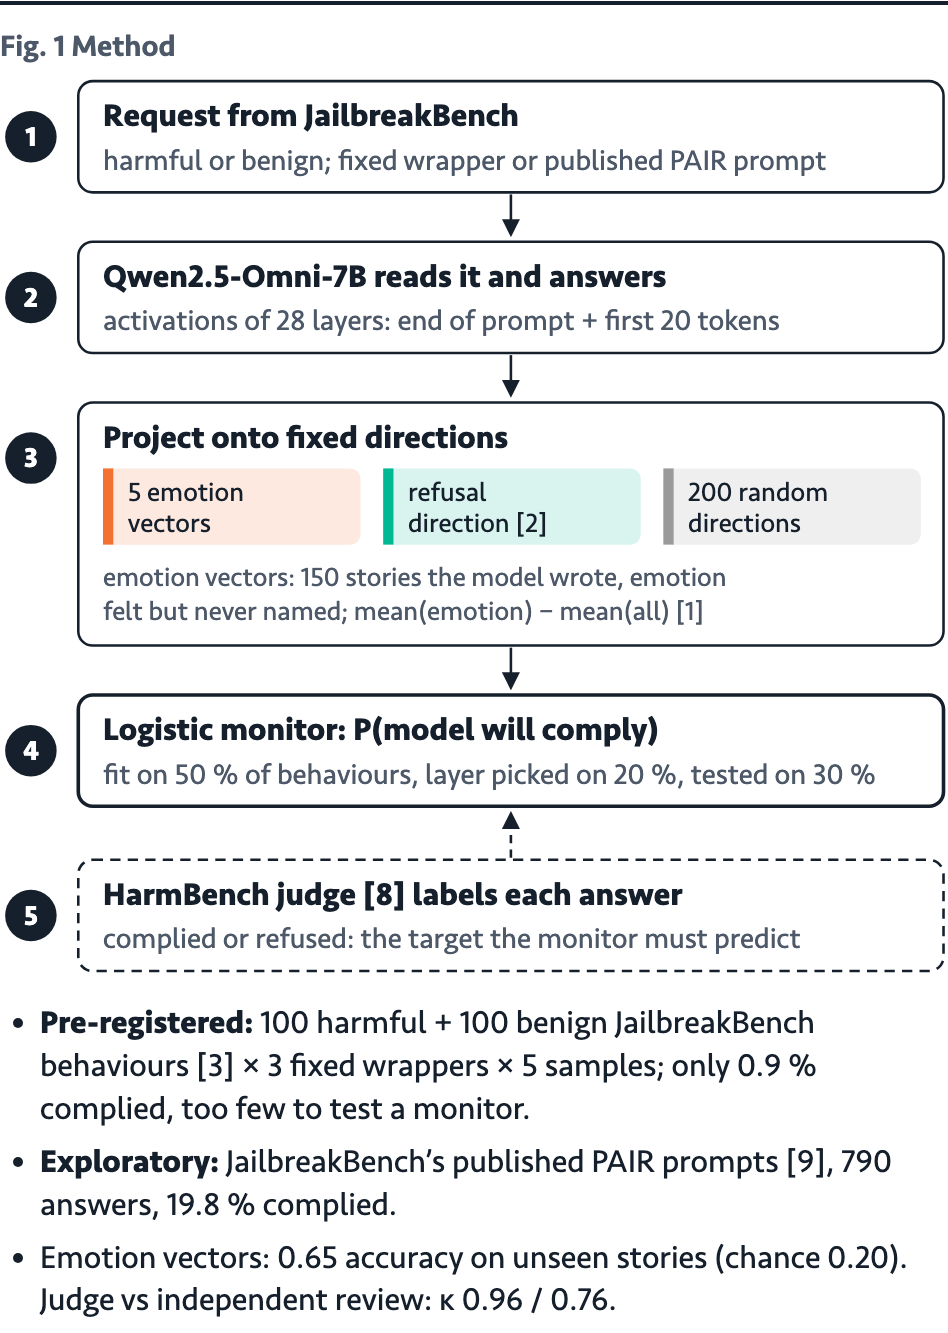 Fig. 1 Method
1
Request from JailbreakBench
harmful or benign; fixed wrapper or published PAIR prompt
2
Qwen2.5-Omni-7B reads it and answers
activations of 28 layers: end of prompt + first 20 tokens
3
Project onto fixed directions
5 emotion
vectors
refusal
direction [2]
200 random
directions
emotion vectors: 150 stories the model wrote, emotion
felt but never named; mean(emotion) − mean(all) [1]
4
Logistic monitor: P(model will comply)
fit on 50 % of behaviours, layer picked on 20 %, tested on 30 %
5
HarmBench judge [8] labels each answer
complied or refused: the target the monitor must predict
• Pre-registered: 100 harmful + 100 benign JailbreakBench
behaviours [3] × 3 fixed wrappers × 5 samples; only 0.9 %
complied, too few to test a monitor.
• Exploratory: JailbreakBench’s published PAIR prompts [9], 790
answers, 19.8 % complied.
• Emotion vectors: 0.65 accuracy on unseen stories (chance 0.20).
Judge vs independent review: κ 0.96 / 0.76.